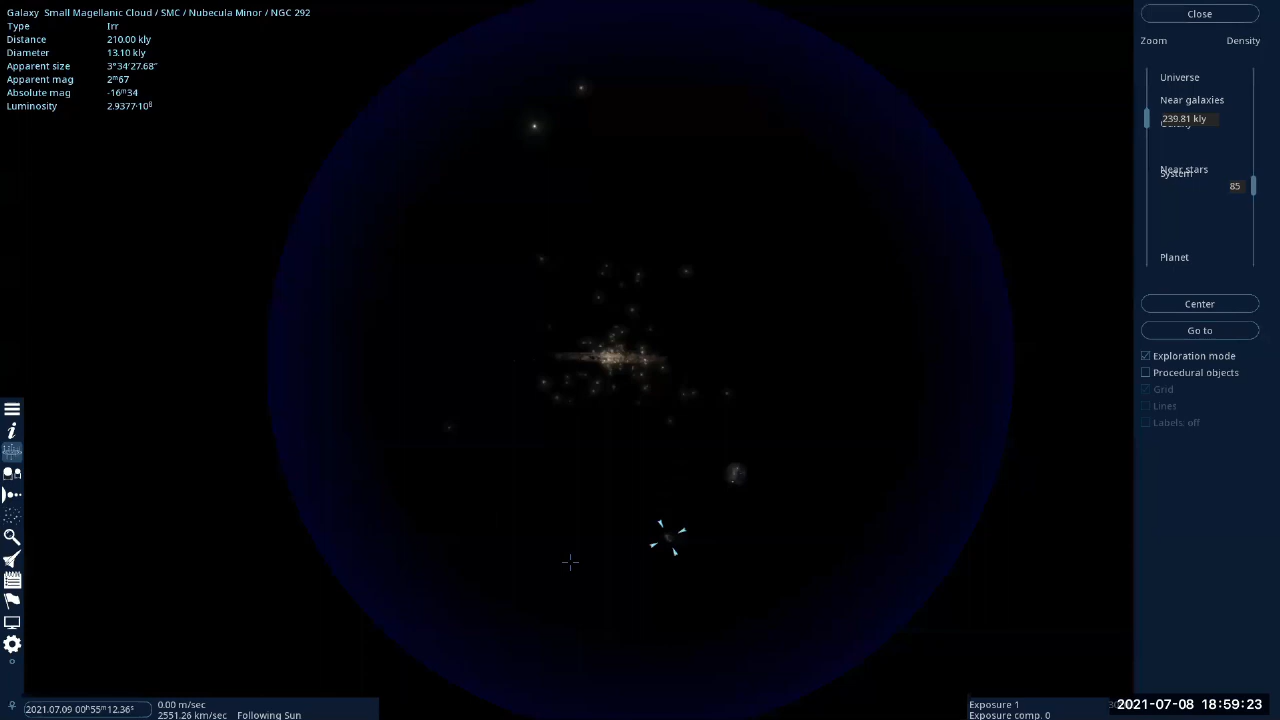 Galaxy Small Magellanic Cloud / SMC / Nubecula Minor / NGC 292
Type Irr
Distance 210.00 kly
Diameter 13.10 kly
Apparent size 3°34′27.68″
Apparent mag 2ᵐ67
Absolute mag -16ᵐ34
Luminosity 2.9377·10⁸
Close
Zoom Density
Universe
Near galaxies
239.81 kly
Near stars
System
85
Planet
Center
Go to
Exploration mode
Procedural objects
Grid
Lines
Labels: off
2021.07.09 00ʰ55ᵐ12.36ˢ
0.00 m/sec
2551.26 km/sec Following Sun
Exposure 1
Exposure comp. 0
2021-07-08 18:59:23